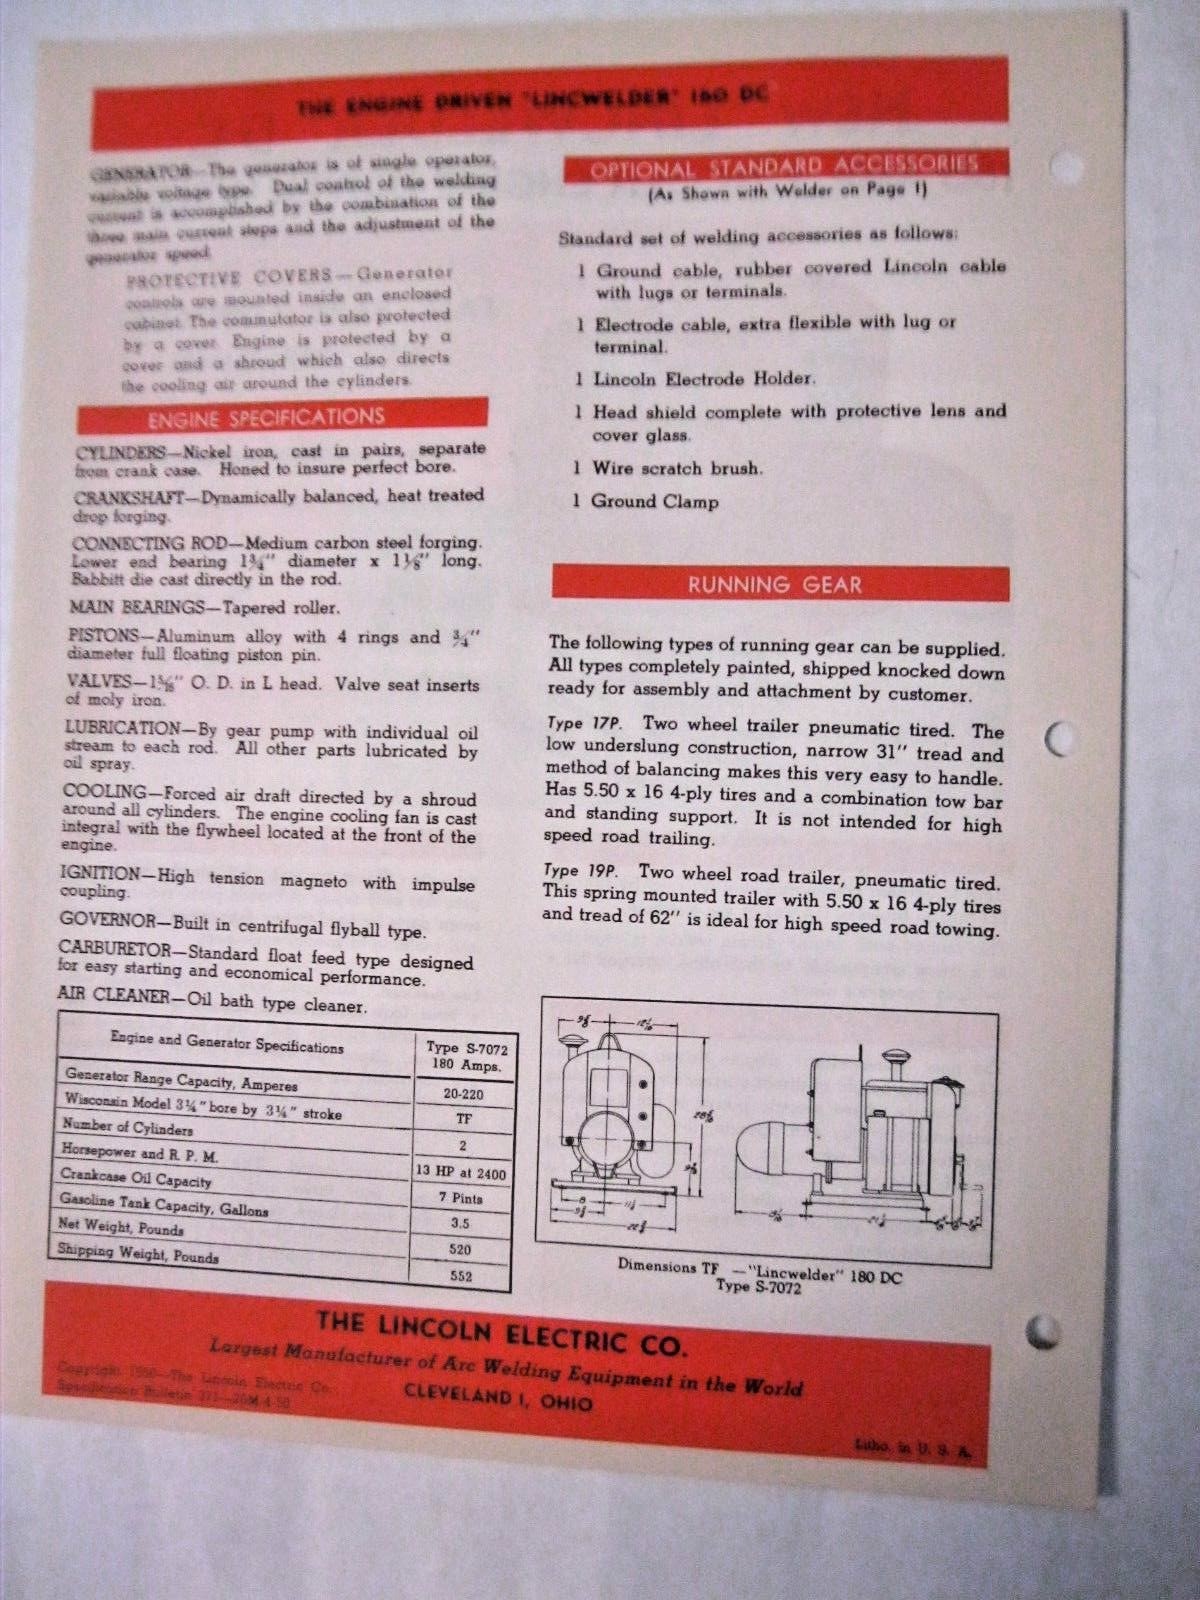 THE ENGINE DRIVEN "LINCWELDER" 180 DC
GENERATOR—The generator is of single operator,
variable voltage type. Dual control of the welding
current is accomplished by the combination of the
three main current steps and the adjustment of the
generator speed.
PROTECTIVE COVERS—Generator
controls are mounted inside an enclosed
cabinet. The commutator is also protected
by a cover. Engine is protected by a
cover and a shroud which also directs
the cooling air around the cylinders.
ENGINE SPECIFICATIONS
CYLINDERS—Nickel iron, cast in pairs, separate
from crank case. Honed to insure perfect bore.
CRANKSHAFT—Dynamically balanced, heat treated
drop forging.
CONNECTING ROD—Medium carbon steel forging.
Lower end bearing 1¾" diameter x 1⅛" long.
Babbitt die cast directly in the rod.
MAIN BEARINGS—Tapered roller.
PISTONS—Aluminum alloy with 4 rings and ¾"
diameter full floating piston pin.
VALVES— O. D. in L head. Valve seat inserts
of moly iron.
LUBRICATION—By gear pump with individual oil
stream to each rod. All other parts lubricated by
oil spray.
COOLING—Forced air draft directed by a shroud
around all cylinders. The engine cooling fan is cast
integral with the flywheel located at the front of the
engine.
IGNITION—High tension magneto with impulse
coupling.
GOVERNOR—Built in centrifugal flyball type.
CARBURETOR—Standard float feed type designed
for easy starting and economical performance.
AIR CLEANER—Oil bath type cleaner.
Engine and Generator Specifications Type S-7072
180 Amps.
Generator Range Capacity, Amperes 20-220
Wisconsin Model 3¼" bore by 3¼" stroke TF
Number of Cylinders 2
Horsepower and R. P. M. 13 HP at 2400
Crankcase Oil Capacity 7 Pints
Gasoline Tank Capacity, Gallons 3.5
Net Weight, Pounds 520
Shipping Weight, Pounds 552
OPTIONAL STANDARD ACCESSORIES
(As Shown with Welder on Page 1)
Standard set of welding accessories as follows:
1 Ground cable, rubber covered Lincoln cable
with lugs or terminals.
1 Electrode cable, extra flexible with lug or
terminal.
1 Lincoln Electrode Holder.
1 Head shield complete with protective lens and
cover glass.
1 Wire scratch brush.
1 Ground Clamp
RUNNING GEAR
The following types of running gear can be supplied.
All types completely painted, shipped knocked down
ready for assembly and attachment by customer.
Type 17P. Two wheel trailer pneumatic tired. The
low underslung construction, narrow 31" tread and
method of balancing makes this very easy to handle.
Has 5.50 x 16 4-ply tires and a combination tow bar
and standing support. It is not intended for high
speed road trailing.
Type 19P. Two wheel road trailer, pneumatic tired.
This spring mounted trailer with 5.50 x 16 4-ply tires
and tread of 62" is ideal for high speed road towing.
Dimensions TF —"Lincwelder" 180 DC
Type S-7072
THE LINCOLN ELECTRIC CO.
Largest Manufacturer of Arc Welding Equipment in the World
CLEVELAND 1, OHIO
Copyright 1950—The Lincoln Electric Co.
Specification Bulletin
Litho. in U. S. A.